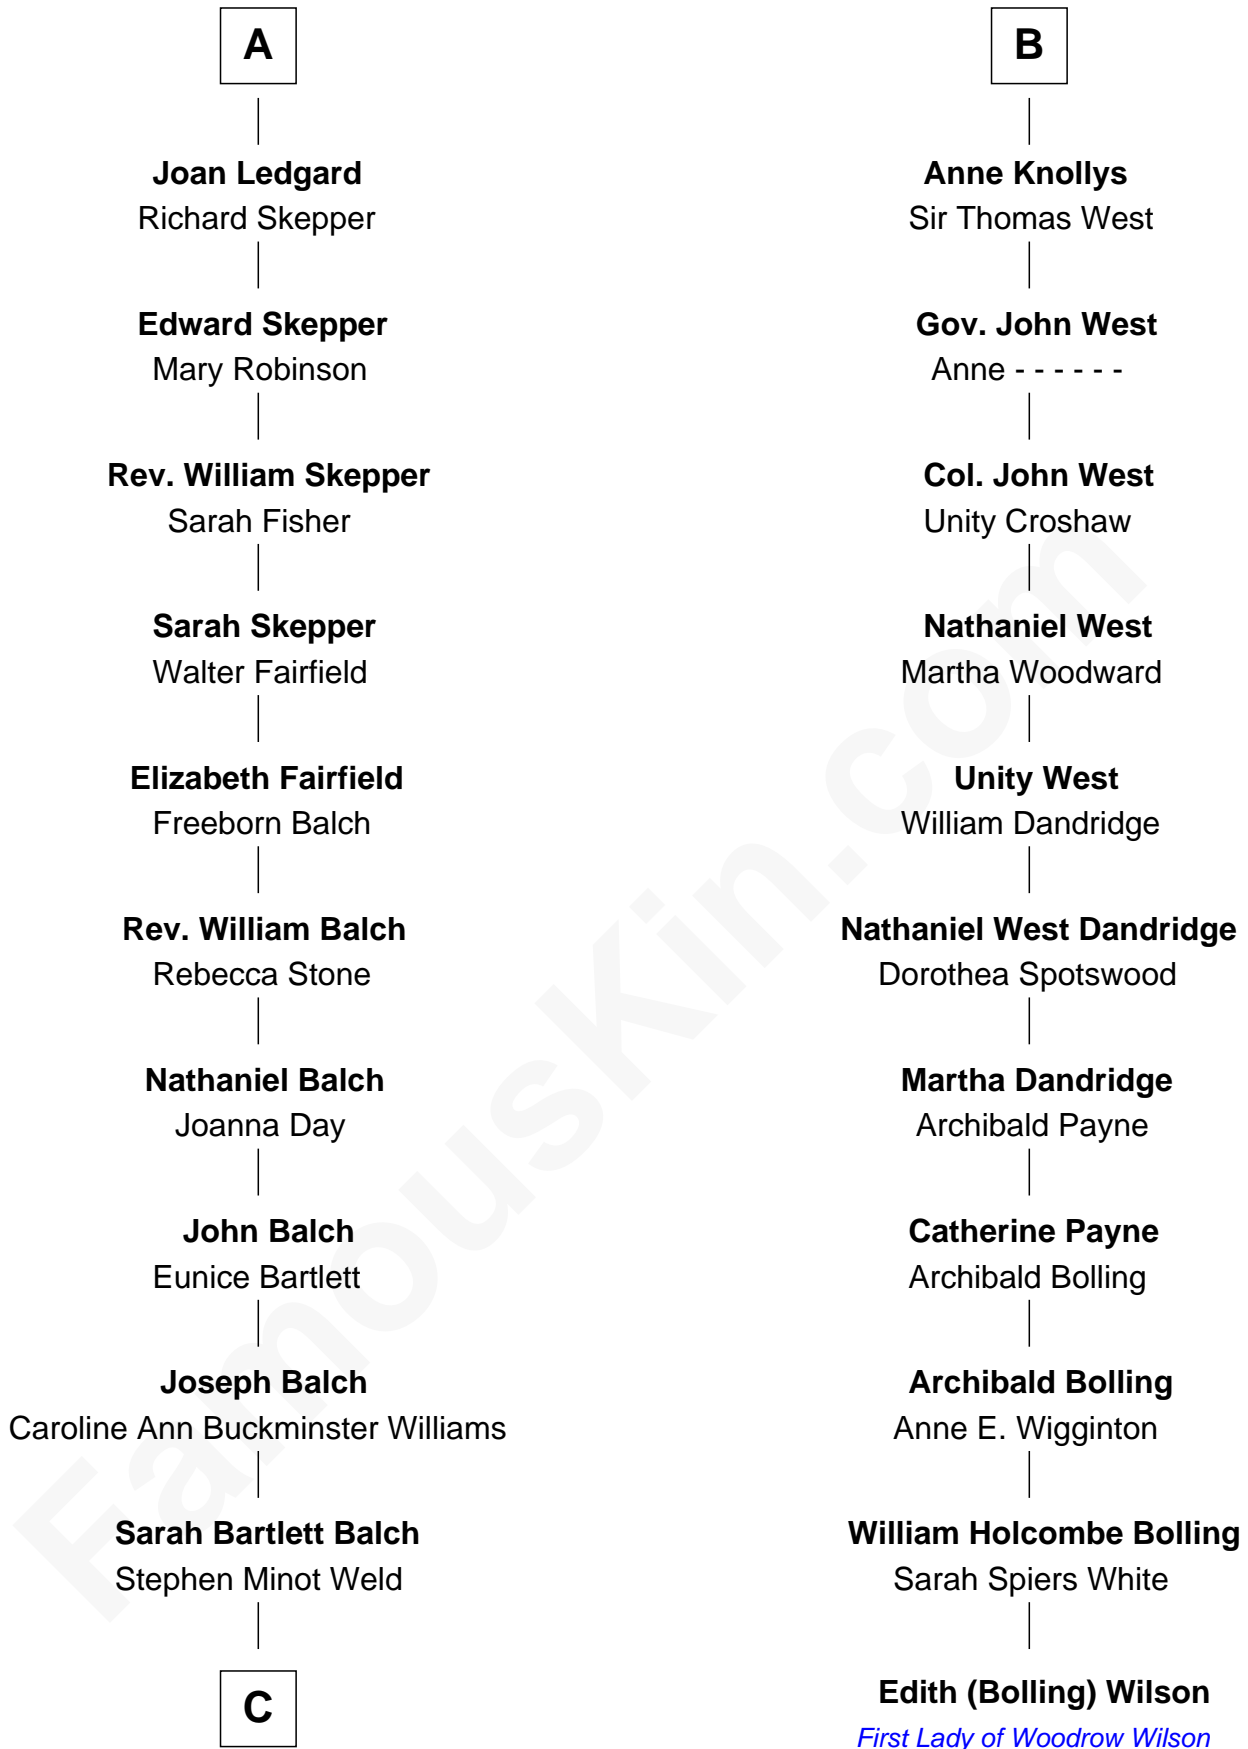 A
Joan Ledgard
Richard Skepper
Edward Skepper
Mary Robinson
Rev. William Skepper
Sarah Fisher
Sarah Skepper
Walter Fairfield
Elizabeth Fairfield
Freeborn Balch
Rev. William Balch
Rebecca Stone
Nathaniel Balch
Joanna Day
John Balch
Eunice Bartlett
Joseph Balch
Caroline Ann Buckminster Williams
Sarah Bartlett Balch
Stephen Minot Weld
C
B
Anne Knollys
Sir Thomas West
Gov. John West
Anne - - - - - -
Col. John West
Unity Croshaw
Nathaniel West
Martha Woodward
Unity West
William Dandridge
Nathaniel West Dandridge
Dorothea Spotswood
Martha Dandridge
Archibald Payne
Catherine Payne
Archibald Bolling
Archibald Bolling
Anne E. Wigginton
William Holcombe Bolling
Sarah Spiers White
Edith (Bolling) Wilson
First Lady of Woodrow Wilson
FamousKin.com